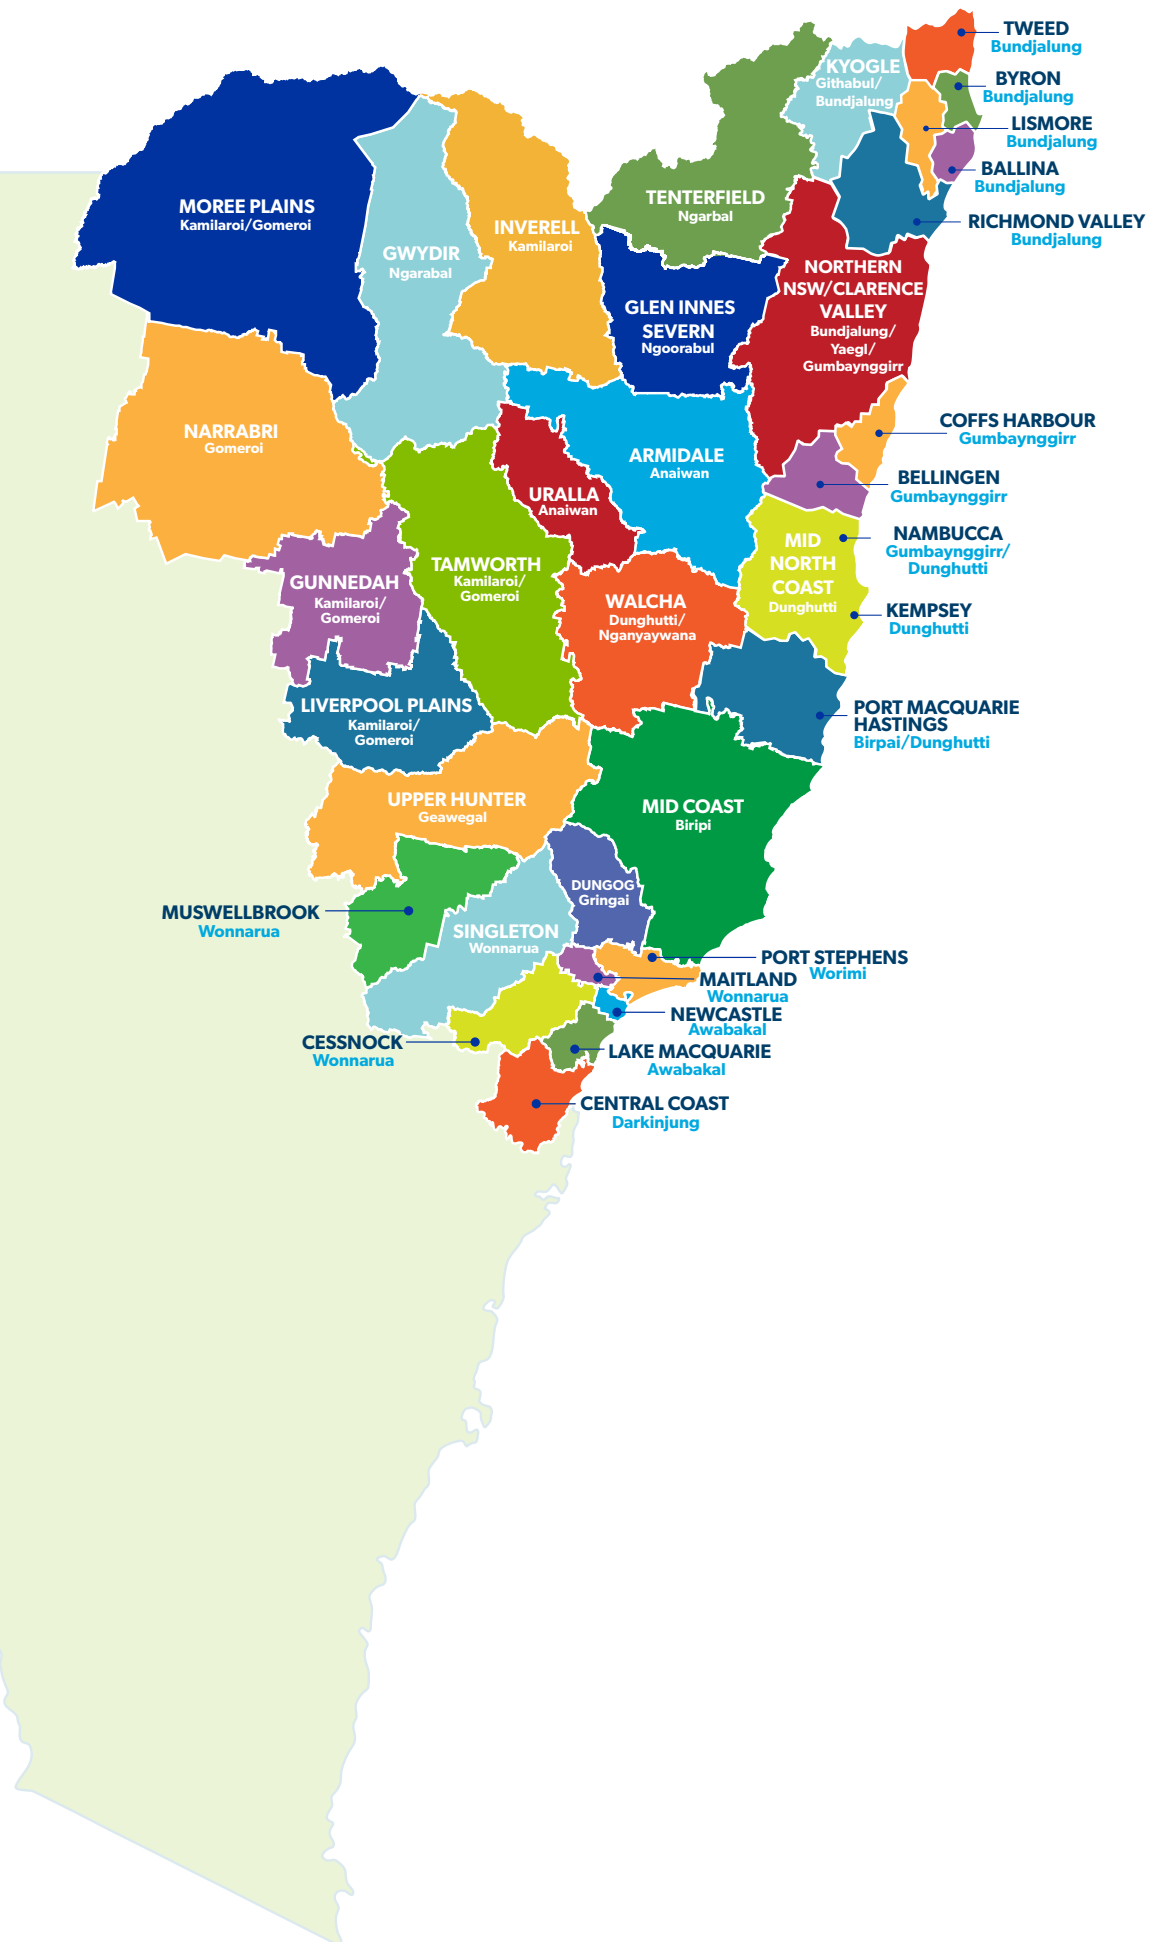 TWEED
Bundjalung
KYOGLE
Githabul/
Bundjalung
BYRON
Bundjalung
LISMORE
Bundjalung
BALLINA
Bundjalung
RICHMOND VALLEY
Bundjalung
MOREE PLAINS
Kamilaroi/Gomeroi
GWYDIR
Ngarabal
INVERELL
Kamilaroi
TENTERFIELD
Ngarbal
GLEN INNES
SEVERN
Ngoorabul
NORTHERN
NSW/CLARENCE
VALLEY
Bundjalung/
Yaegl/
Gumbaynggirr
NARRABRI
Gomeroi
COFFS HARBOUR
Gumbaynggirr
ARMIDALE
Anaiwan
URALLA
Anaiwan
BELLINGEN
Gumbaynggirr
NAMBUCCA
Gumbaynggirr/
Dunghutti
MID
NORTH
COAST
Dunghutti
KEMPSEY
Dunghutti
GUNNEDAH
Kamilaroi/
Gomeroi
TAMWORTH
Kamilaroi/
Gomeroi
WALCHA
Dunghutti/
Nganyaywana
LIVERPOOL PLAINS
Kamilaroi/
Gomeroi
PORT MACQUARIE
HASTINGS
Birpai/Dunghutti
UPPER HUNTER
Geawegal
MID COAST
Biripi
DUNGOG
Gringai
MUSWELLBROOK
Wonnarua
SINGLETON
Wonnarua
PORT STEPHENS
Worimi
MAITLAND
Wonnarua
NEWCASTLE
Awabakal
CESSNOCK
Wonnarua
LAKE MACQUARIE
Awabakal
CENTRAL COAST
Darkinjung